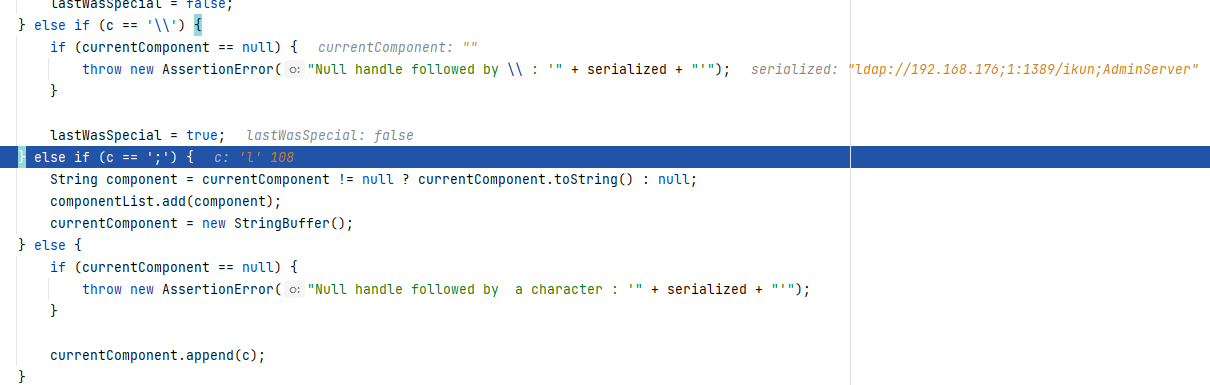 lastWasSpecial = false;
} else if (c == '\\') {
if (currentComponent == null) { currentComponent: ""
throw new AssertionError( o: "Null handle followed by \\ : '" + serialized + "'"); serialized: "ldap://192.168.176;1:1389/ikun;AdminServer"
}
lastWasSpecial = true; lastWasSpecial: false
} else if (c == ';') { c: 'l' 108
String component = currentComponent != null ? currentComponent.toString() : null;
componentList.add(component);
currentComponent = new StringBuffer();
} else {
if (currentComponent == null) {
throw new AssertionError( o: "Null handle followed by  a character : '" + serialized + "'");
}
currentComponent.append(c);
}